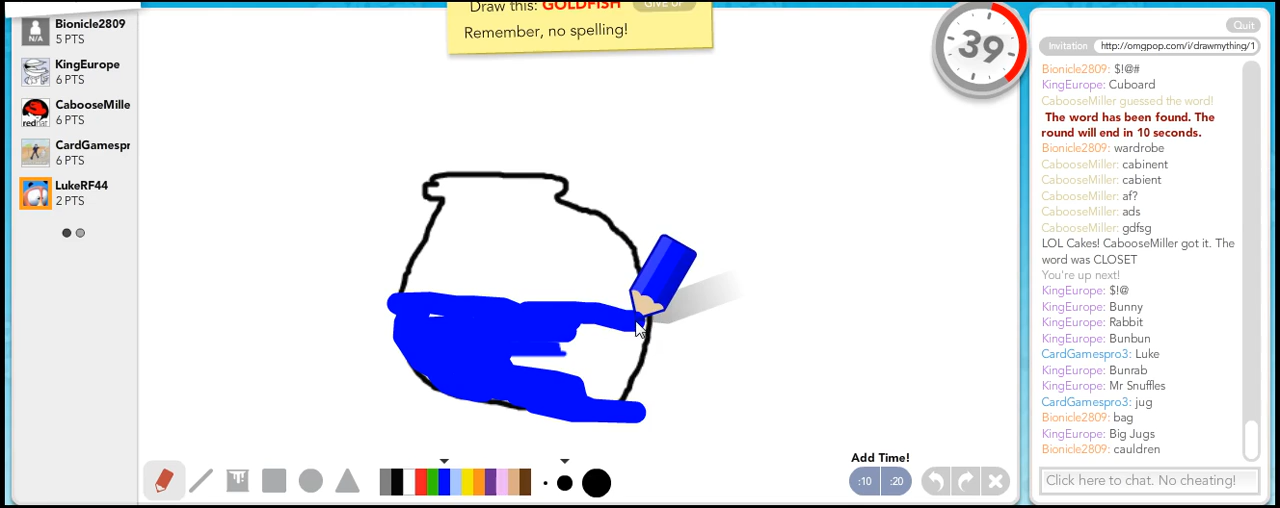 Draw this: GOLDFISH GIVE UP
Remember, no spelling!
Bionicle2809
5 PTS
N/A
KingEurope
6 PTS
CabooseMille
6 PTS
redhat
CardGamespr
6 PTS
LukeRF44
2 PTS
39
Add Time!
:10 :20
Quit
Invitation http://omgpop.com/i/drawmything/1
Bionicle2809: $!@#
KingEurope: Cuboard
CabooseMiller guessed the word!
The word has been found. The
round will end in 10 seconds.
Bionicle2809: wardrobe
CabooseMiller: cabinent
CabooseMiller: cabient
CabooseMiller: af?
CabooseMiller: ads
CabooseMiller: gdfsg
LOL Cakes! CabooseMiller got it. The
word was CLOSET
You're up next!
KingEurope: $!@
KingEurope: Bunny
KingEurope: Rabbit
KingEurope: Bunbun
CardGamespro3: Luke
KingEurope: Bunrab
KingEurope: Mr Snuffles
CardGamespro3: jug
Bionicle2809: bag
KingEurope: Big Jugs
Bionicle2809: cauldren
Click here to chat. No cheating!